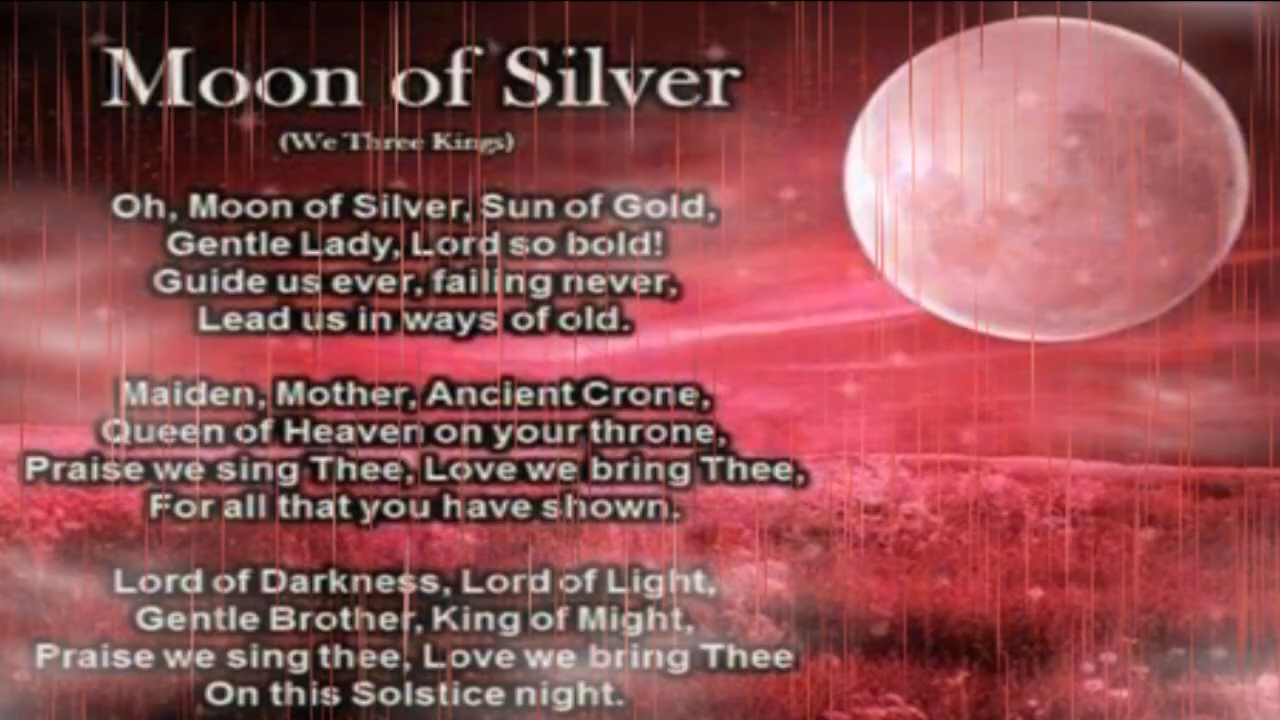 Moon of Silver
(We Three Kings)
Oh, Moon of Silver, Sun of Gold,
Gentle Lady, Lord so bold!
Guide us ever, failing never,
Lead us in ways of old.
Maiden, Mother, Ancient Crone,
Queen of Heaven on your throne,
Praise we sing Thee, Love we bring Thee,
For all that you have shown.
Lord of Darkness, Lord of Light,
Gentle Brother, King of Might,
Praise we sing thee, Love we bring Thee
On this Solstice night.